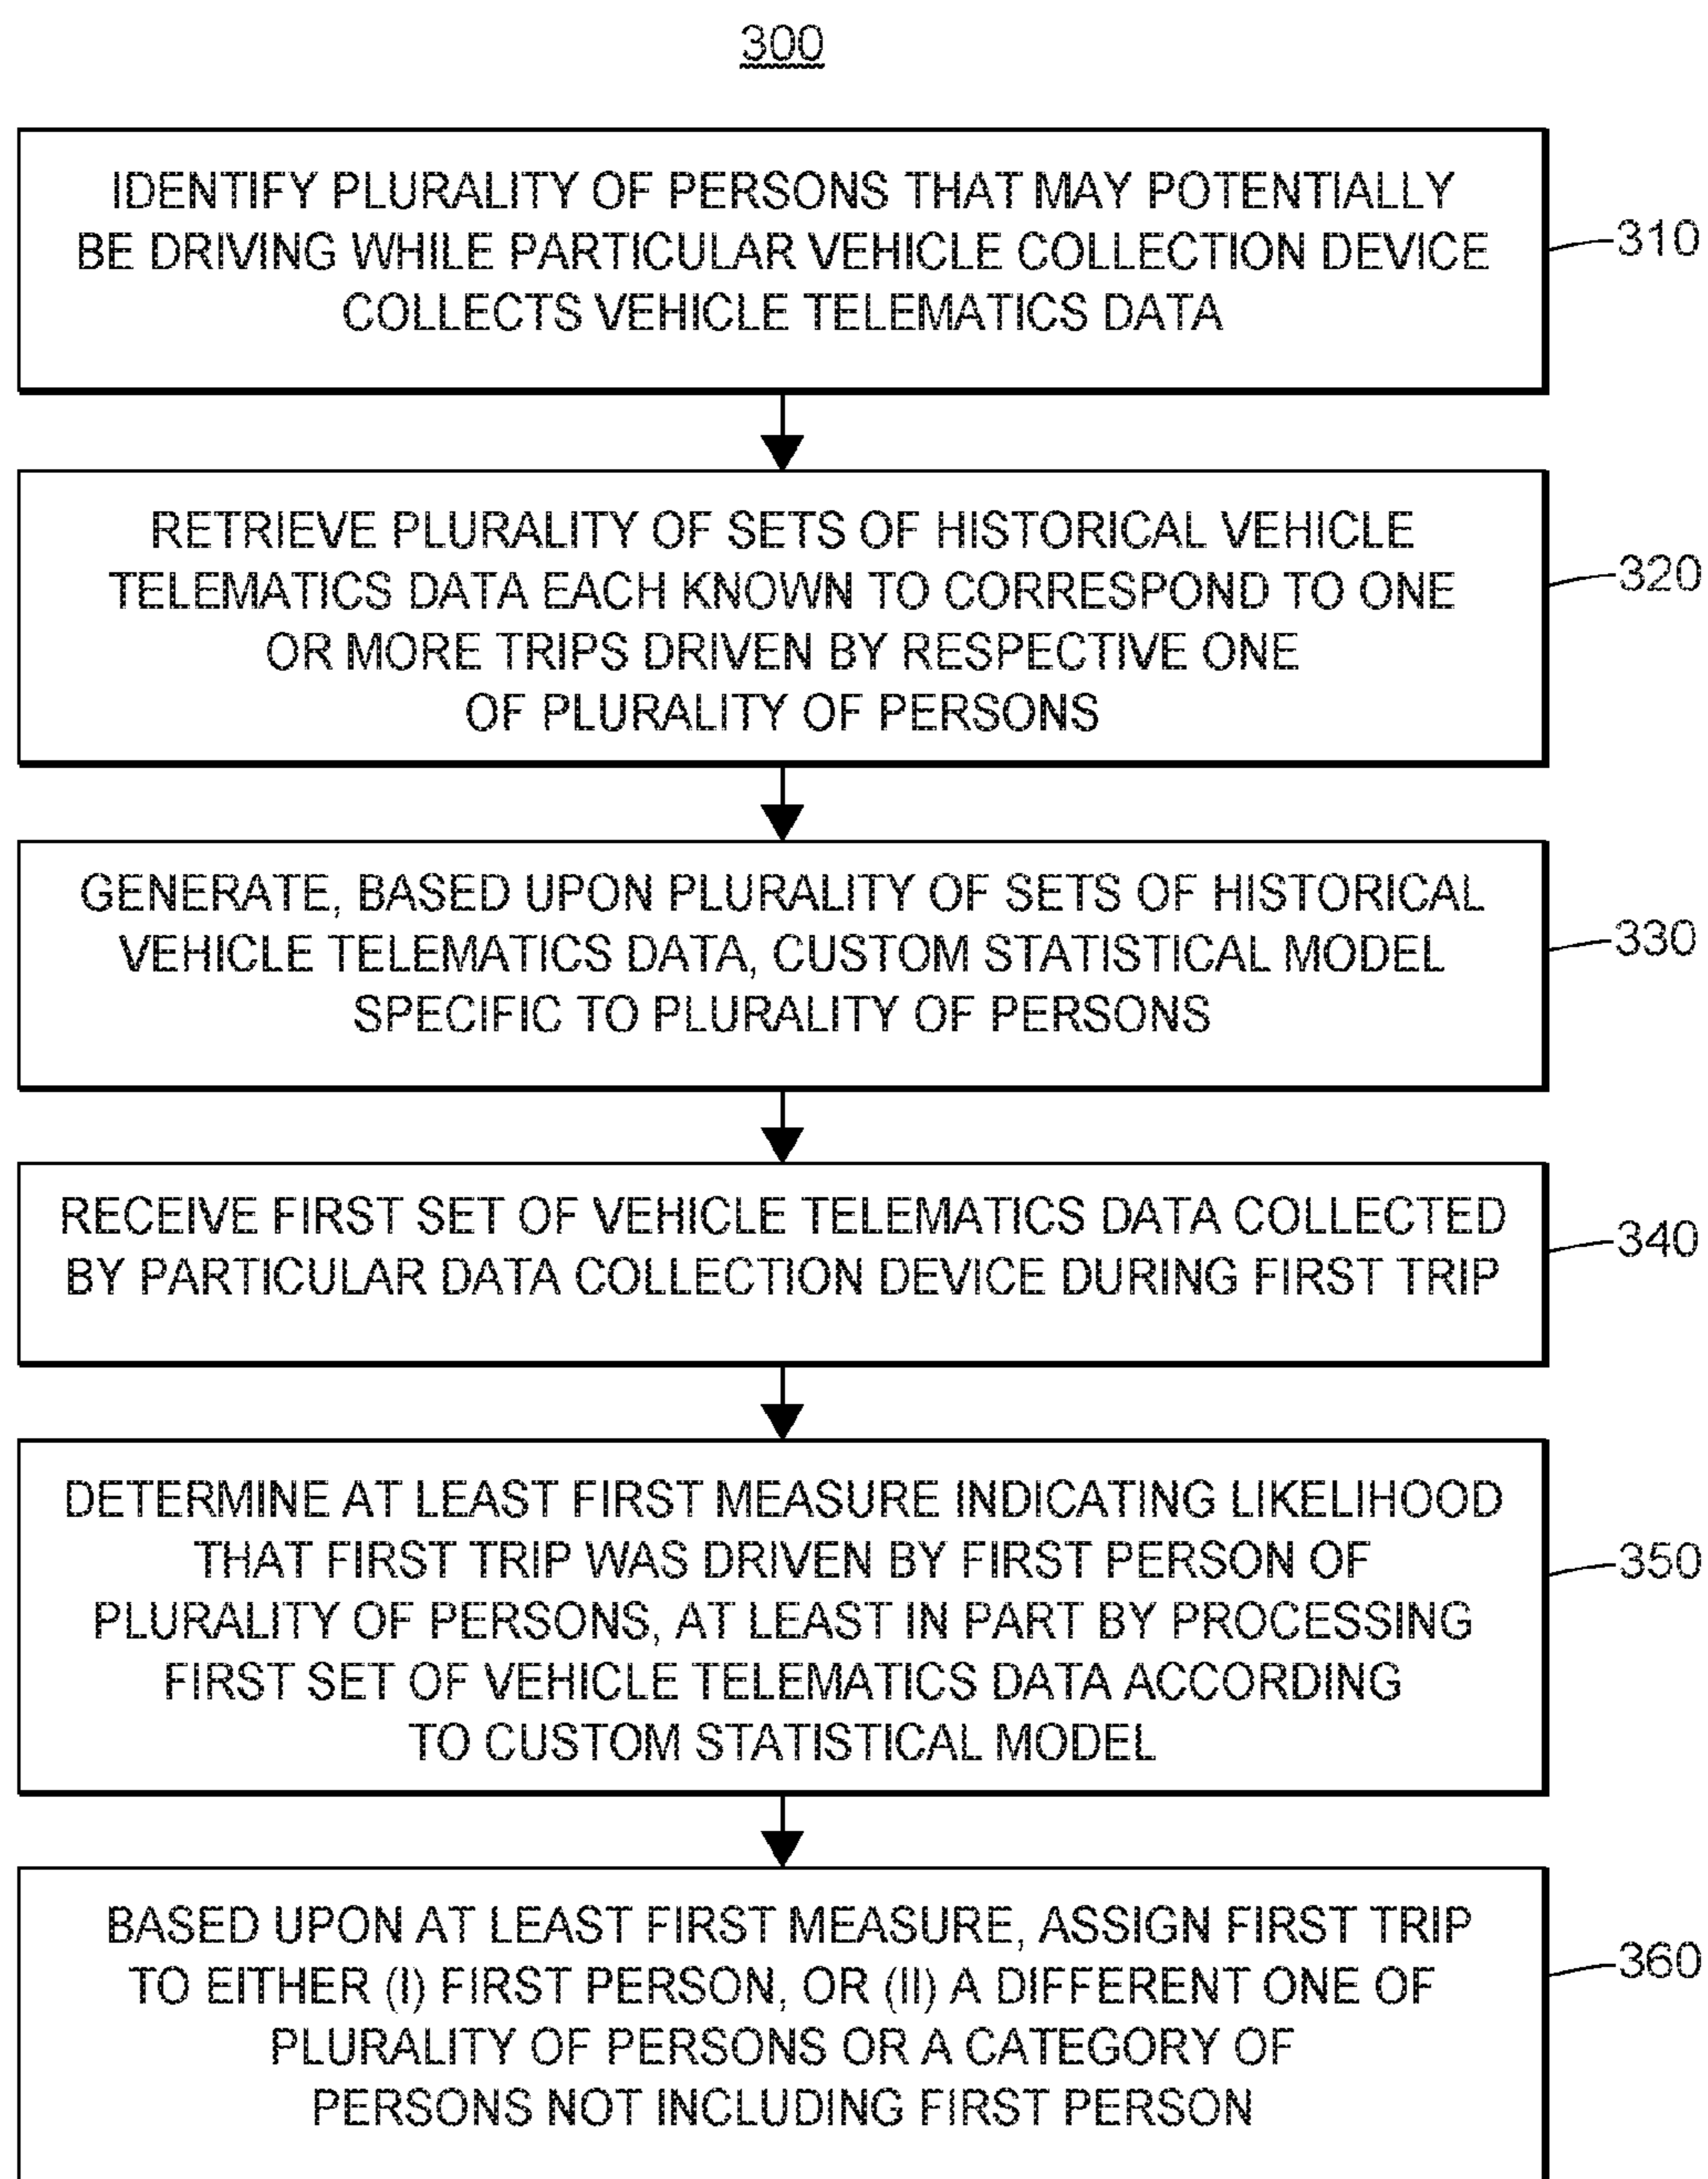 300
IDENTIFY PLURALITY OF PERSONS THAT MAY POTENTIALLY
BE DRIVING WHILE PARTICULAR VEHICLE COLLECTION DEVICE
COLLECTS VEHICLE TELEMATICS DATA
310
RETRIEVE PLURALITY OF SETS OF HISTORICAL VEHICLE
TELEMATICS DATA EACH KNOWN TO CORRESPOND TO ONE
OR MORE TRIPS DRIVEN BY RESPECTIVE ONE
OF PLURALITY OF PERSONS
320
GENERATE, BASED UPON PLURALITY OF SETS OF HISTORICAL
VEHICLE TELEMATICS DATA, CUSTOM STATISTICAL MODEL
SPECIFIC TO PLURALITY OF PERSONS
330
RECEIVE FIRST SET OF VEHICLE TELEMATICS DATA COLLECTED
BY PARTICULAR DATA COLLECTION DEVICE DURING FIRST TRIP
340
DETERMINE AT LEAST FIRST MEASURE INDICATING LIKELIHOOD
THAT FIRST TRIP WAS DRIVEN BY FIRST PERSON OF
PLURALITY OF PERSONS, AT LEAST IN PART BY PROCESSING
FIRST SET OF VEHICLE TELEMATICS DATA ACCORDING
TO CUSTOM STATISTICAL MODEL
350
BASED UPON AT LEAST FIRST MEASURE, ASSIGN FIRST TRIP
TO EITHER (I) FIRST PERSON, OR (II) A DIFFERENT ONE OF
PLURALITY OF PERSONS OR A CATEGORY OF
PERSONS NOT INCLUDING FIRST PERSON
360